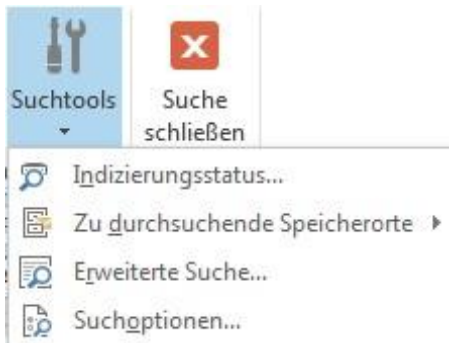 Suchtools
Suche
schließen
Indizierungsstatus...
Zu durchsuchende Speicherorte
Erweiterte Suche...
Suchoptionen...